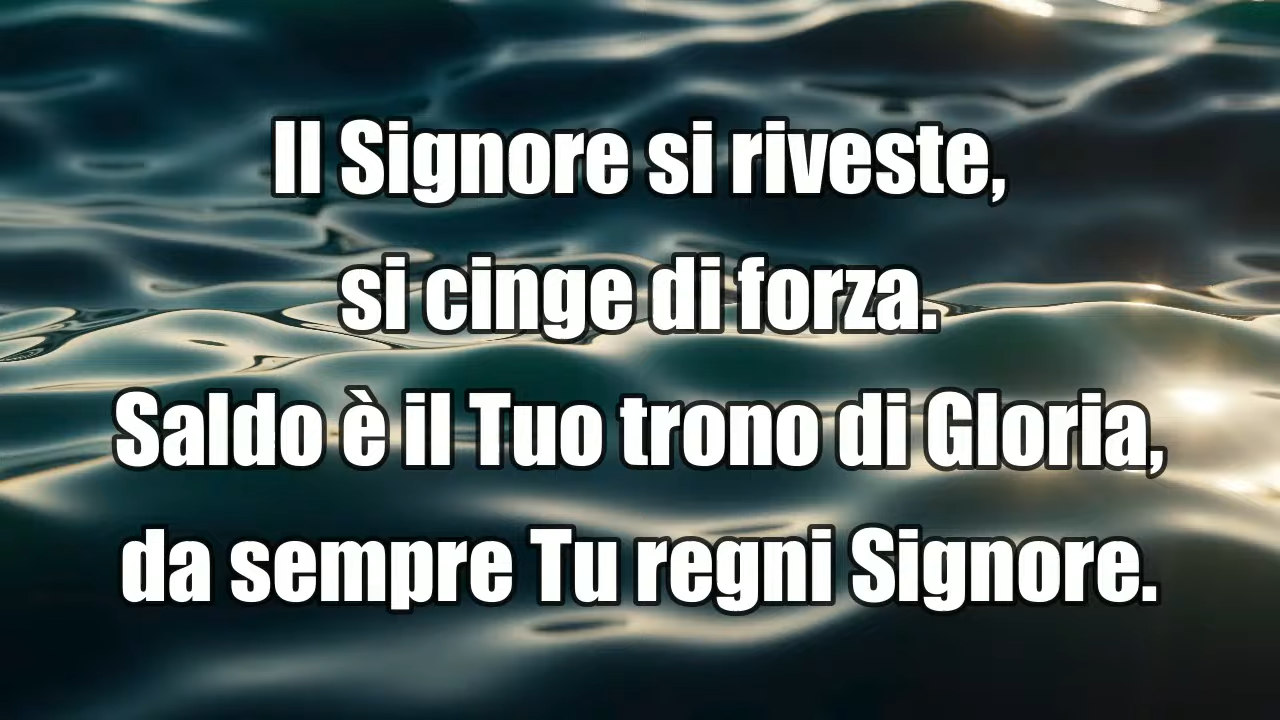 Il Signore si riveste,
si cinge di forza.
Saldo è il Tuo trono di Gloria,
da sempre Tu regni Signore.